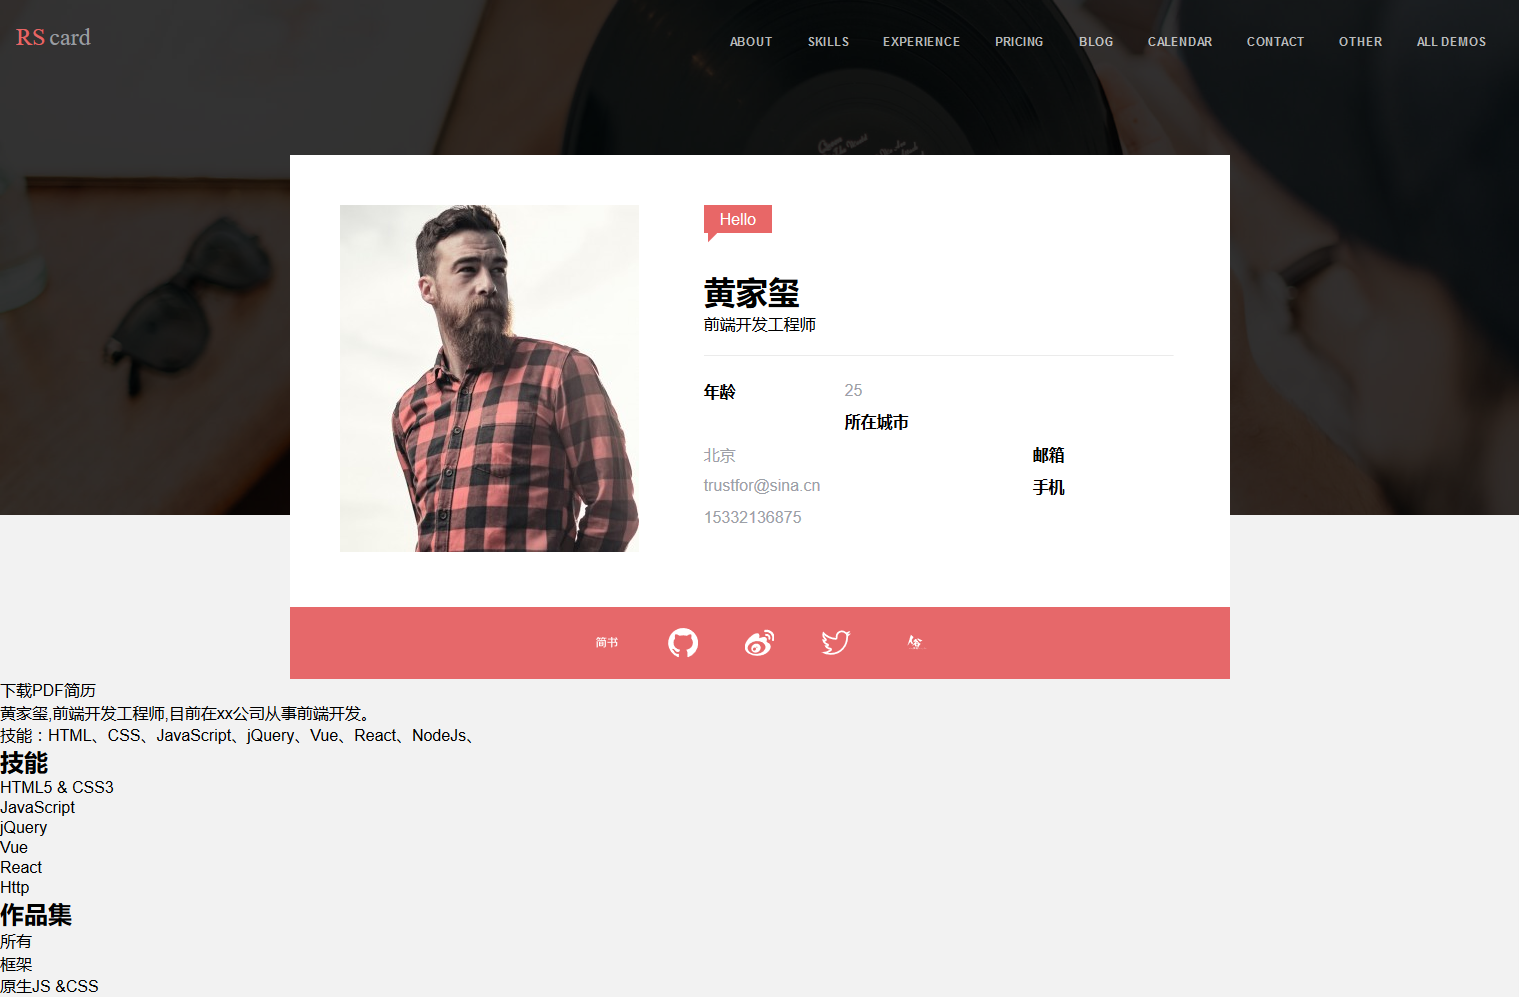 RS card
ABOUT SKILLS EXPERIENCE PRICING BLOG CALENDAR CONTACT OTHER ALL DEMOS
Hello
黄家玺
前端开发工程师
年龄 25
所在城市
北京 邮箱
trustfor@sina.cn 手机
15332136875
简书
下载PDF简历
黄家玺,前端开发工程师,目前在xx公司从事前端开发。
技能：HTML、CSS、JavaScript、jQuery、Vue、React、NodeJs、
技能
HTML5 & CSS3
JavaScript
jQuery
Vue
React
Http
作品集
所有
框架
原生JS &CSS